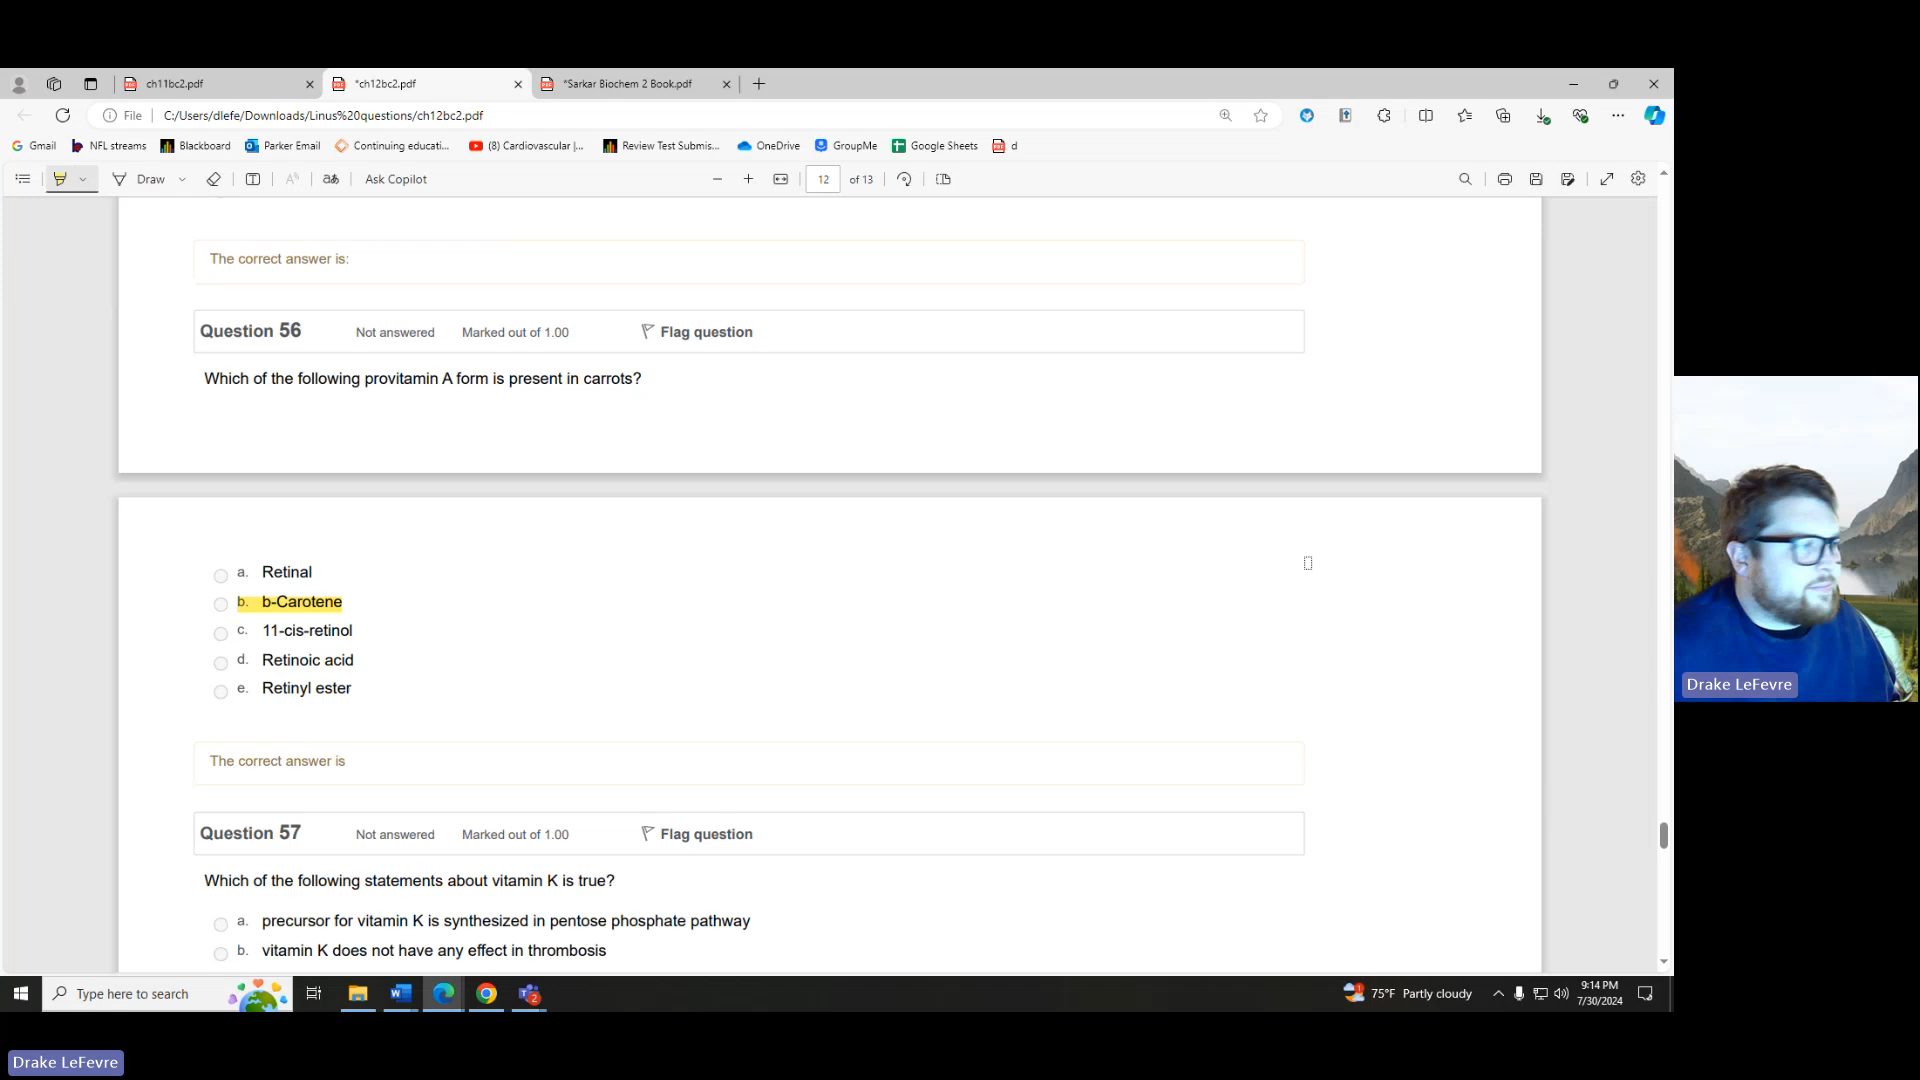 ch11bc2.pdf
*ch12bc2.pdf
*Sarkar Biochem 2 Book.pdf
File
C:/Users/dlefe/Downloads/Linus%20questions/ch12bc2.pdf
Gmail
NFL streams
Blackboard
Parker Email
Continuing educati...
(8) Cardiovascular |...
Review Test Submis...
OneDrive
GroupMe
Google Sheets
d
Draw
Ask Copilot
12 of 13
The correct answer is:
Question 56 Not answered Marked out of 1.00 Flag question
Which of the following provitamin A form is present in carrots?
a. Retinal
b. b-Carotene
c. 11-cis-retinol
d. Retinoic acid
e. Retinyl ester
The correct answer is
Question 57 Not answered Marked out of 1.00 Flag question
Which of the following statements about vitamin K is true?
a. precursor for vitamin K is synthesized in pentose phosphate pathway
b. vitamin K does not have any effect in thrombosis
Drake LeFevre
Type here to search
75°F Partly cloudy
9:14 PM
7/30/2024
Drake LeFevre